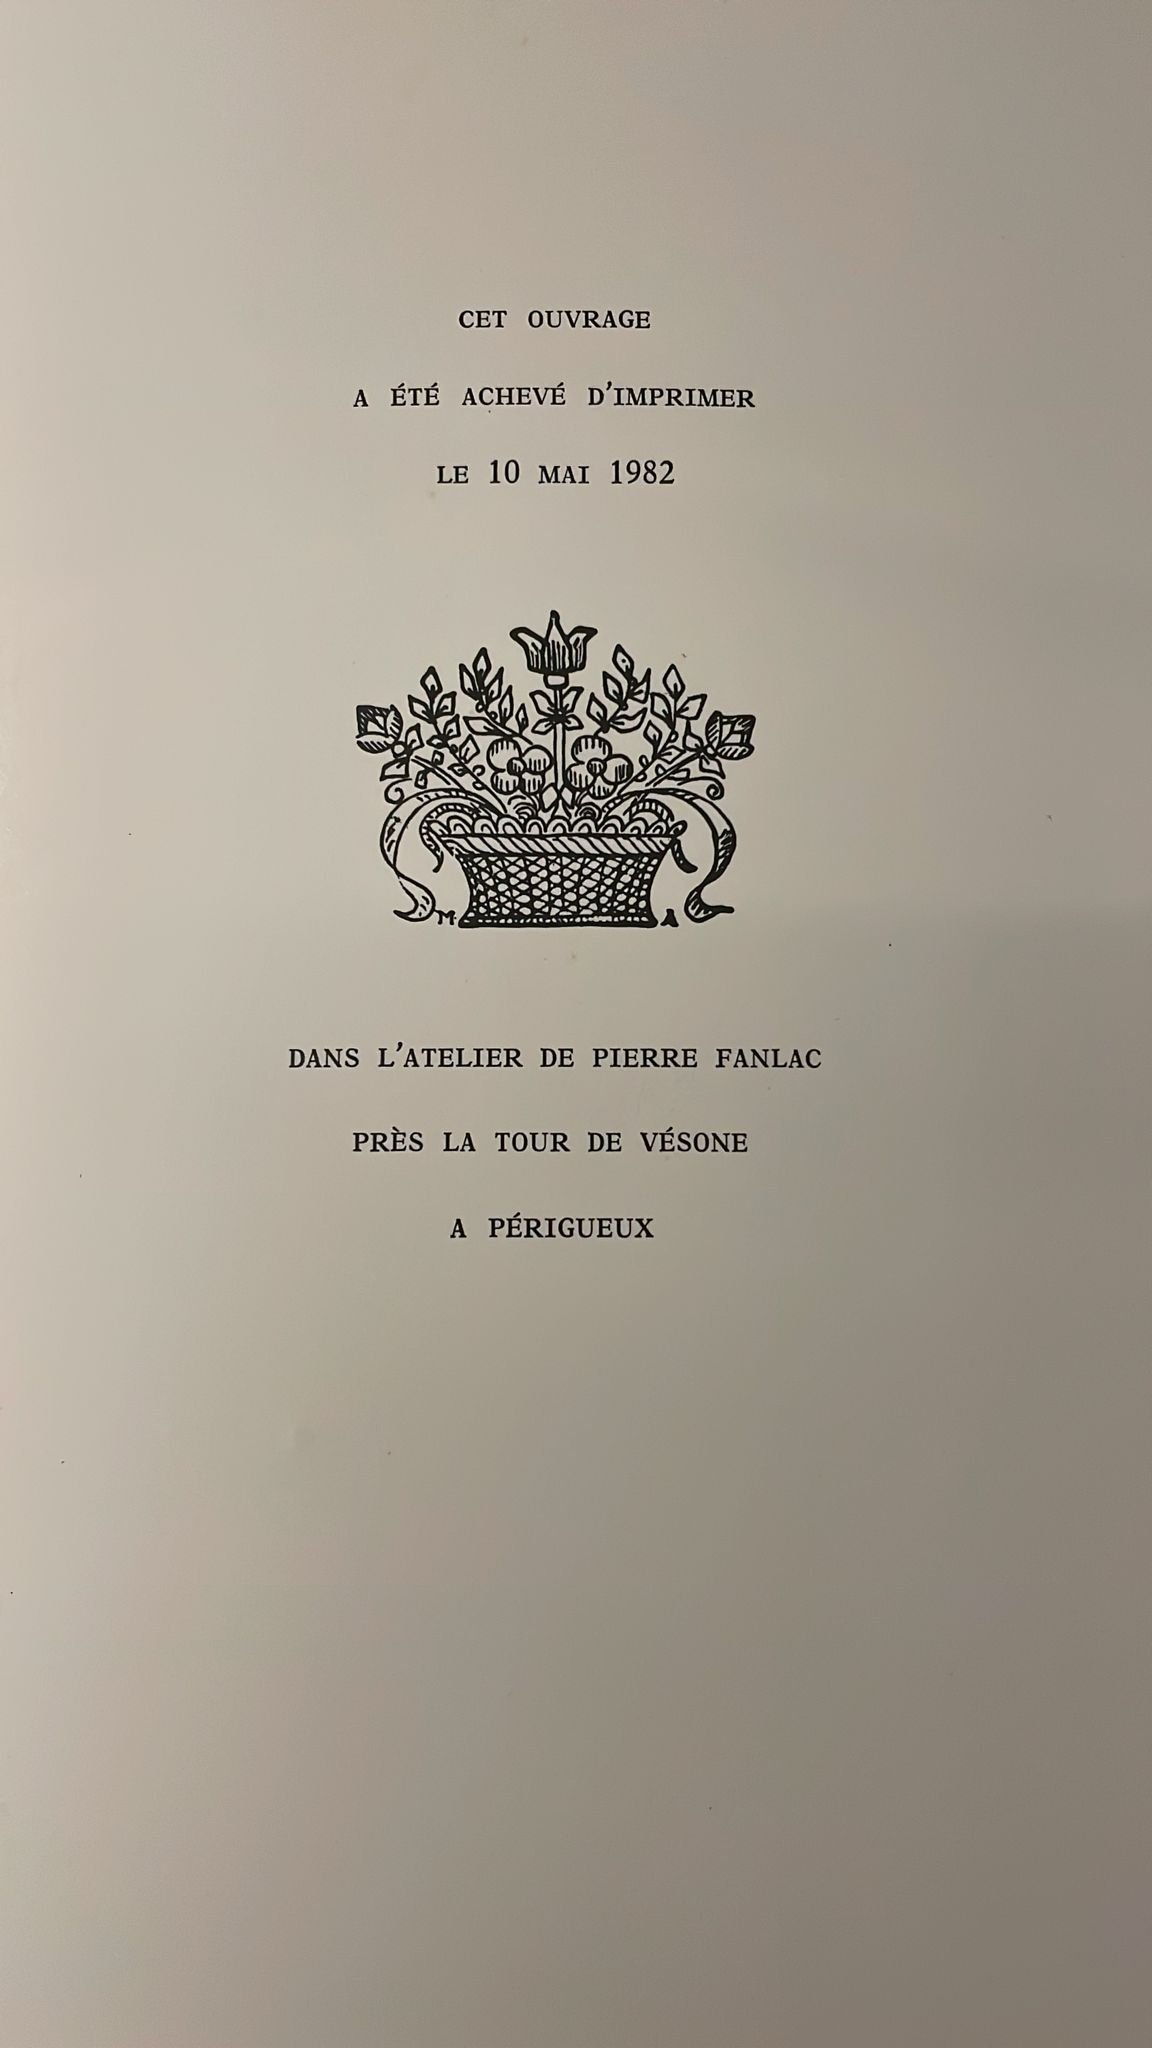 CET OUVRAGE
A ÉTÉ ACHEVÉ D'IMPRIMER
LE 10 MAI 1982
M A
DANS L'ATELIER DE PIERRE FANLAC
PRÈS LA TOUR DE VÉSONE
A PÉRIGUEUX